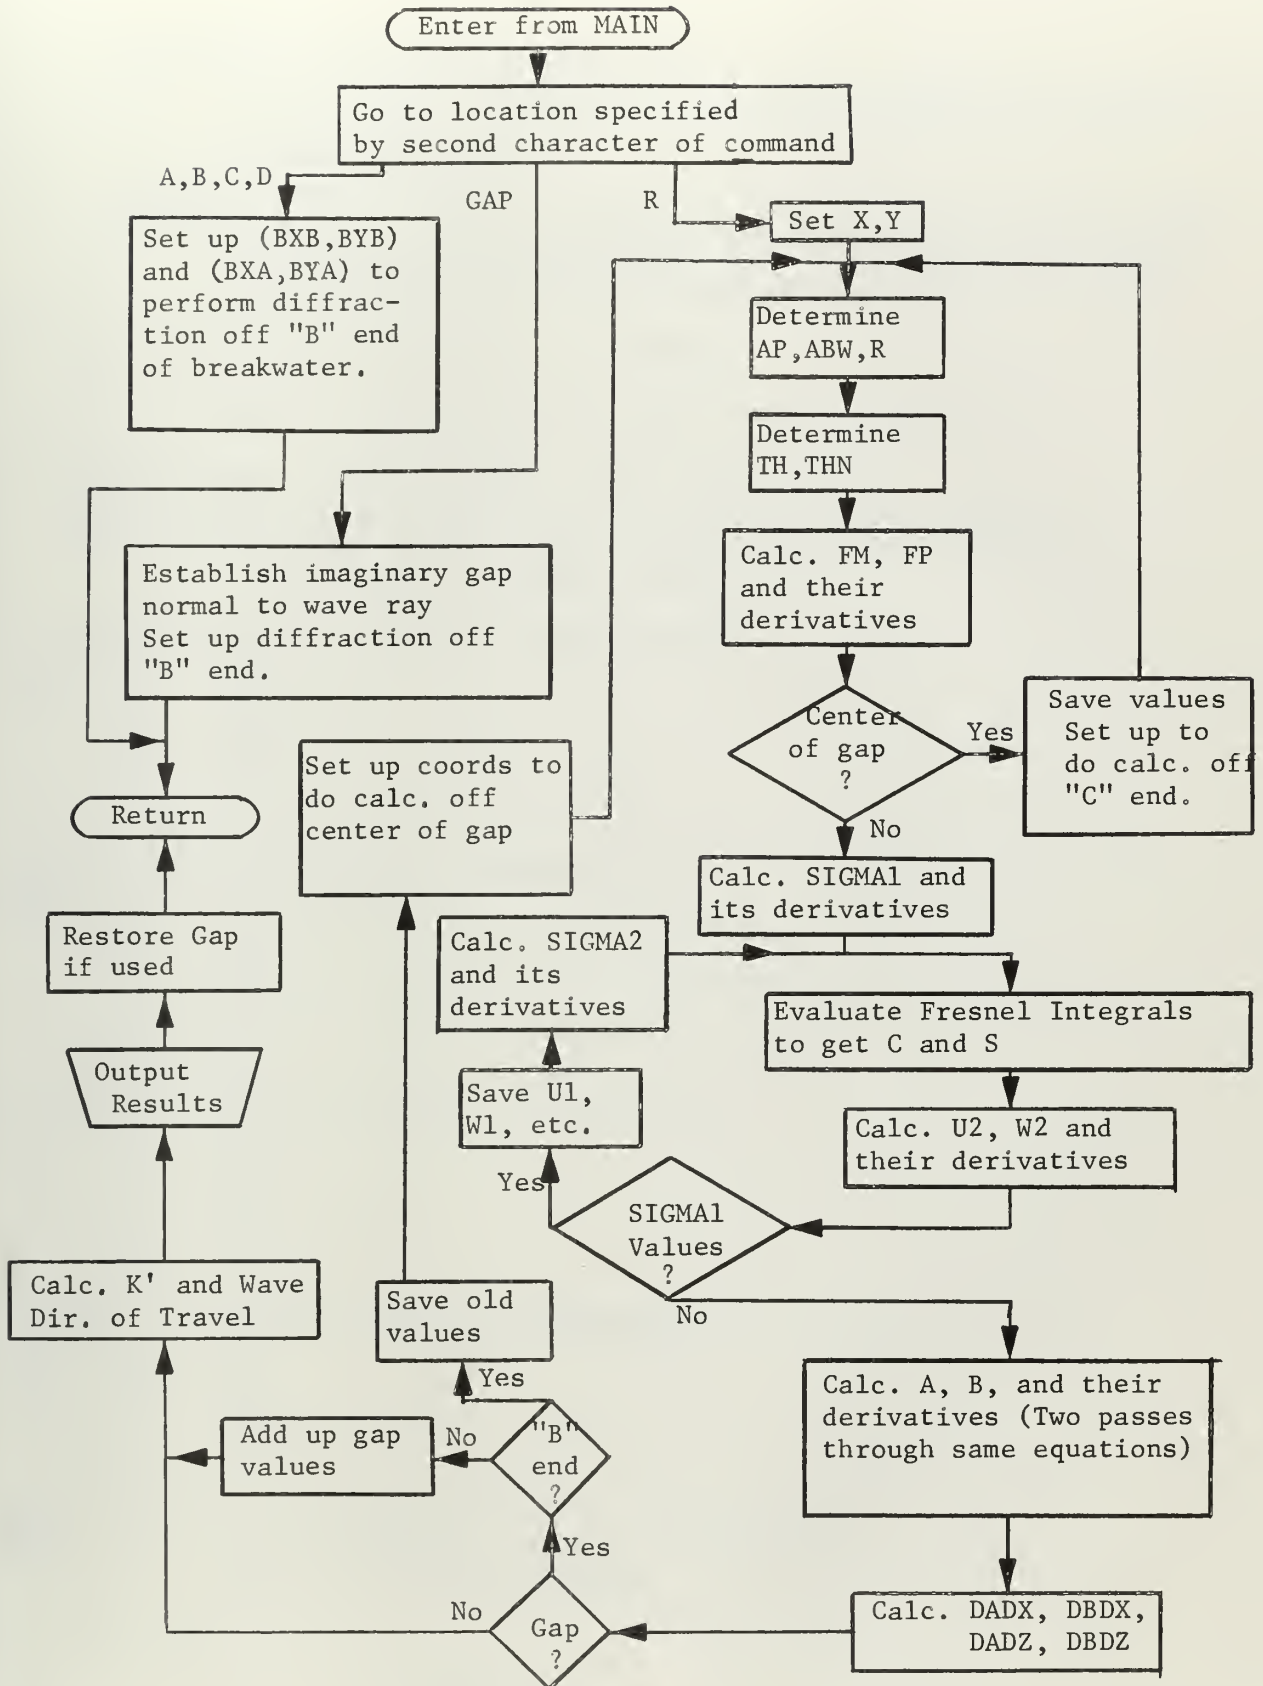 Enter from MAIN
Go to location specified
by second character of command
A,B,C,D
GAP
R
Set up (BXB,BYB)
and (BXA,BYA) to
perform diffrac-
tion off "B" end
of breakwater.
Set X,Y
Determine
AP,ABW,R
Determine
TH,THN
Calc. FM, FP
and their
derivatives
Establish imaginary gap
normal to wave ray
Set up diffraction off
"B" end.
Center
of gap
?
Yes
No
Save values
Set up to
do calc. off
"C" end.
Set up coords to
do calc. off
center of gap
Return
Calc. SIGMA1 and
its derivatives
Restore Gap
if used
Calc. SIGMA2
and its
derivatives
Evaluate Fresnel Integrals
to get C and S
Output
Results
Save U1,
W1, etc.
Calc. U2, W2 and
their derivatives
Yes
SIGMA1
Values
?
No
Calc. K' and Wave
Dir. of Travel
Save old
values
Yes
Calc. A, B, and their
derivatives (Two passes
through same equations)
Add up gap
values
No
"B"
end
?
Yes
No
Gap
?
Calc. DADX, DBDX,
DADZ, DBDZ